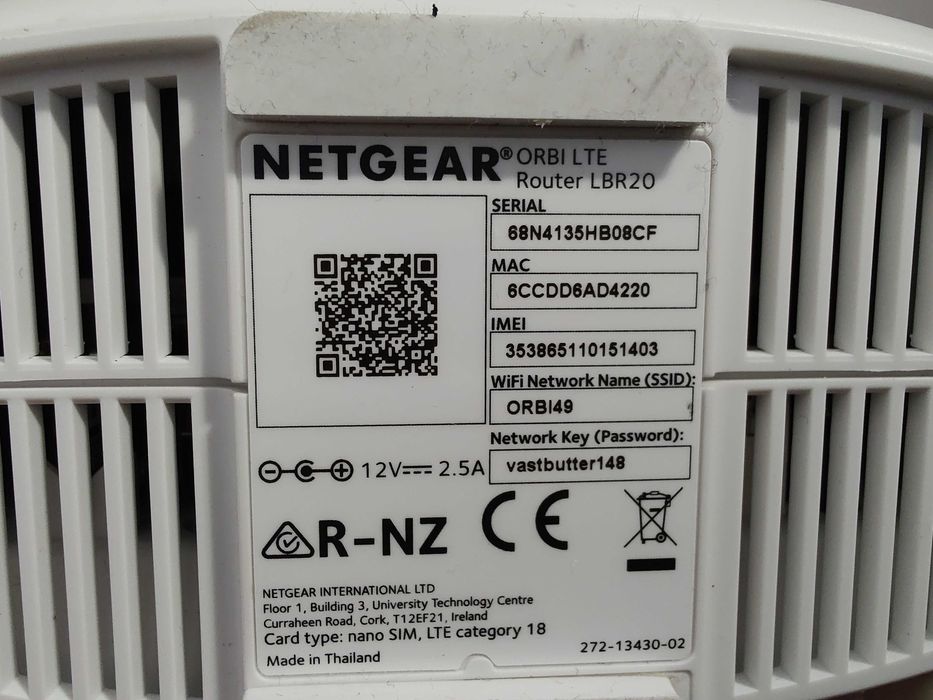 NETGEAR® ORBI LTE
Router LBR20
SERIAL
68N4135HB08CF
MAC
6CCDD6AD4220
IMEI
353865110151403
WiFi Network Name (SSID):
ORBI49
Network Key (Password):
vastbutter148
12V⎓ 2.5A
R-NZ CE
NETGEAR INTERNATIONAL LTD
Floor 1, Building 3, University Technology Centre
Curraheen Road, Cork, T12EF21, Ireland
Card type: nano SIM, LTE category 18
Made in Thailand
272-13430-02